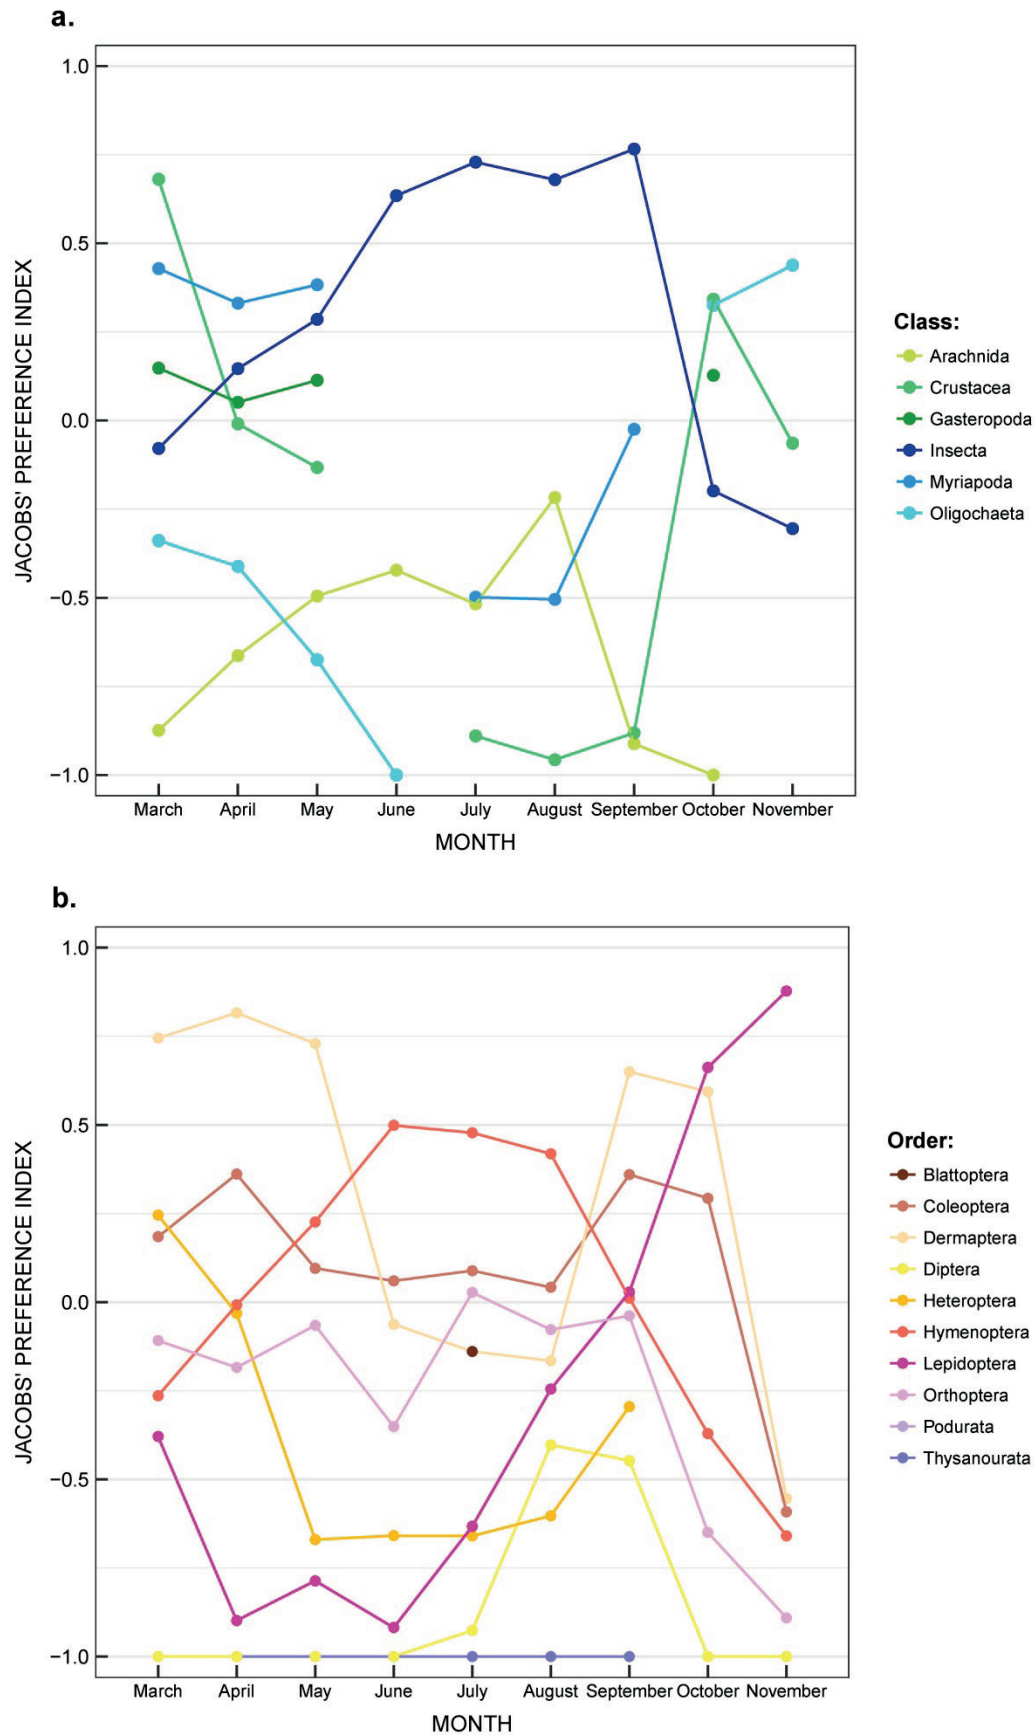 a.
1.0
0.5
0.0
−0.5
−1.0
JACOBS' PREFERENCE INDEX
March April May June July August September October November
MONTH
Class:
Arachnida
Crustacea
Gasteropoda
Insecta
Myriapoda
Oligochaeta
b.
1.0
0.5
0.0
−0.5
−1.0
JACOBS' PREFERENCE INDEX
March April May June July August September October November
MONTH
Order:
Blattoptera
Coleoptera
Dermaptera
Diptera
Heteroptera
Hymenoptera
Lepidoptera
Orthoptera
Podurata
Thysanourata